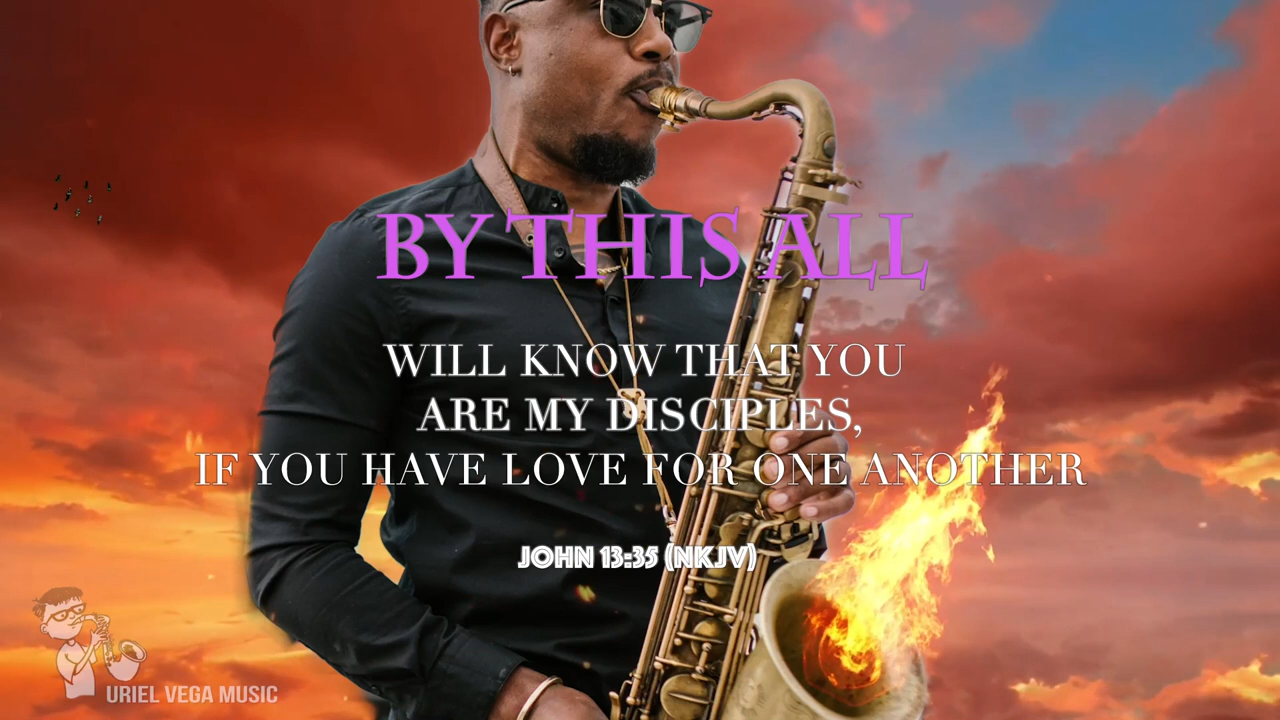 BY THIS ALL
WILL KNOW THAT YOU
ARE MY DISCIPLES,
IF YOU HAVE LOVE FOR ONE ANOTHER
JOHN 13:35 (NKJV)
URIEL VEGA MUSIC